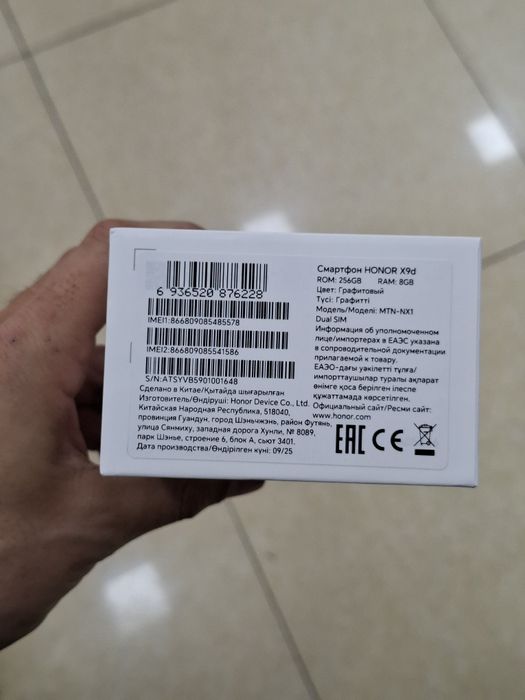 6 936520 876228
IMEI1:866809085485578
IMEI2:866809085541586
S/N:ATSYVB5901001648
Сделано в Китае/Қытайда шығарылған
Изготовитель/Өндіруші: Honor Device Co., Ltd.
Китайская Народная Республика, 518040,
провинция Гуандун, город Шэньчжэнь, район Футянь,
улица Сянмиху, западная дорога Хунли, № 8089,
парк Шэнье, строение 6, блок А, сьют 3401.
Дата производства/Өндірілген күні: 09/25
Смартфон HONOR X9d
ROM: 256GB RAM: 8GB
Цвет: Графитовый
Түсі: Графитті
Модель/Моделі: MTN-NX1
Dual SIM
Информация об уполномоченном
лице/импортерах в ЕАЭС указана
в сопроводительной документации
прилагаемой к товару.
ЕАЭО-дағы уәкілетті тұлға/
импорттаушылар туралы ақпарат
өнімге қоса берілген ілеспе
құжаттамада көрсетілген.
Официальный сайт/Ресми сайт:
www.honor.com
EAC CE